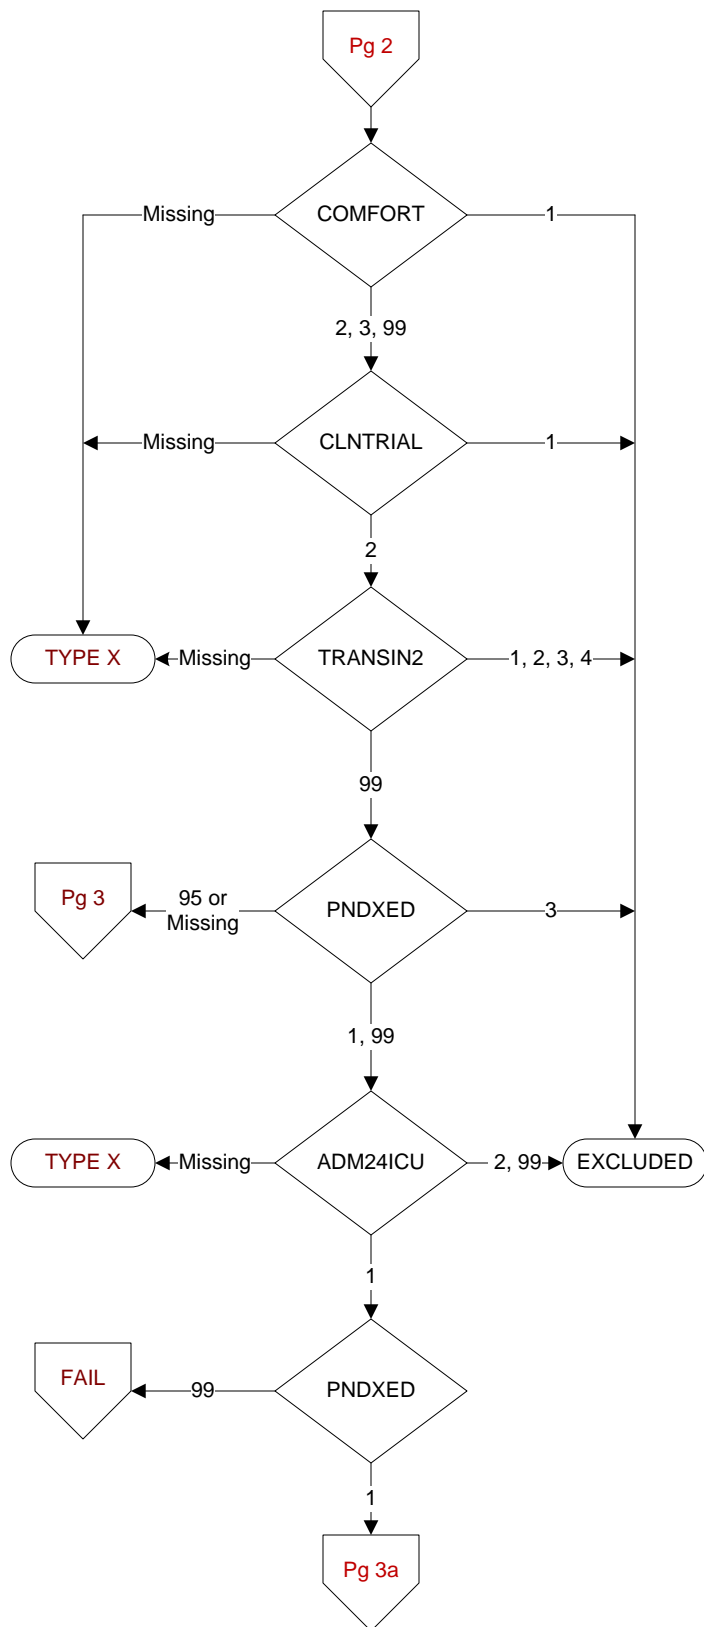 Pg 2
Missing
COMFORT
1
2, 3, 99
Missing
CLNTRIAL
1
2
TYPE X
Missing
TRANSIN2
1, 2, 3, 4
99
Pg 3
95 or
Missing
PNDXED
3
1, 99
TYPE X
Missing
ADM24ICU
2, 99
EXCLUDED
1
FAIL
99
PNDXED
1
Pg 3a